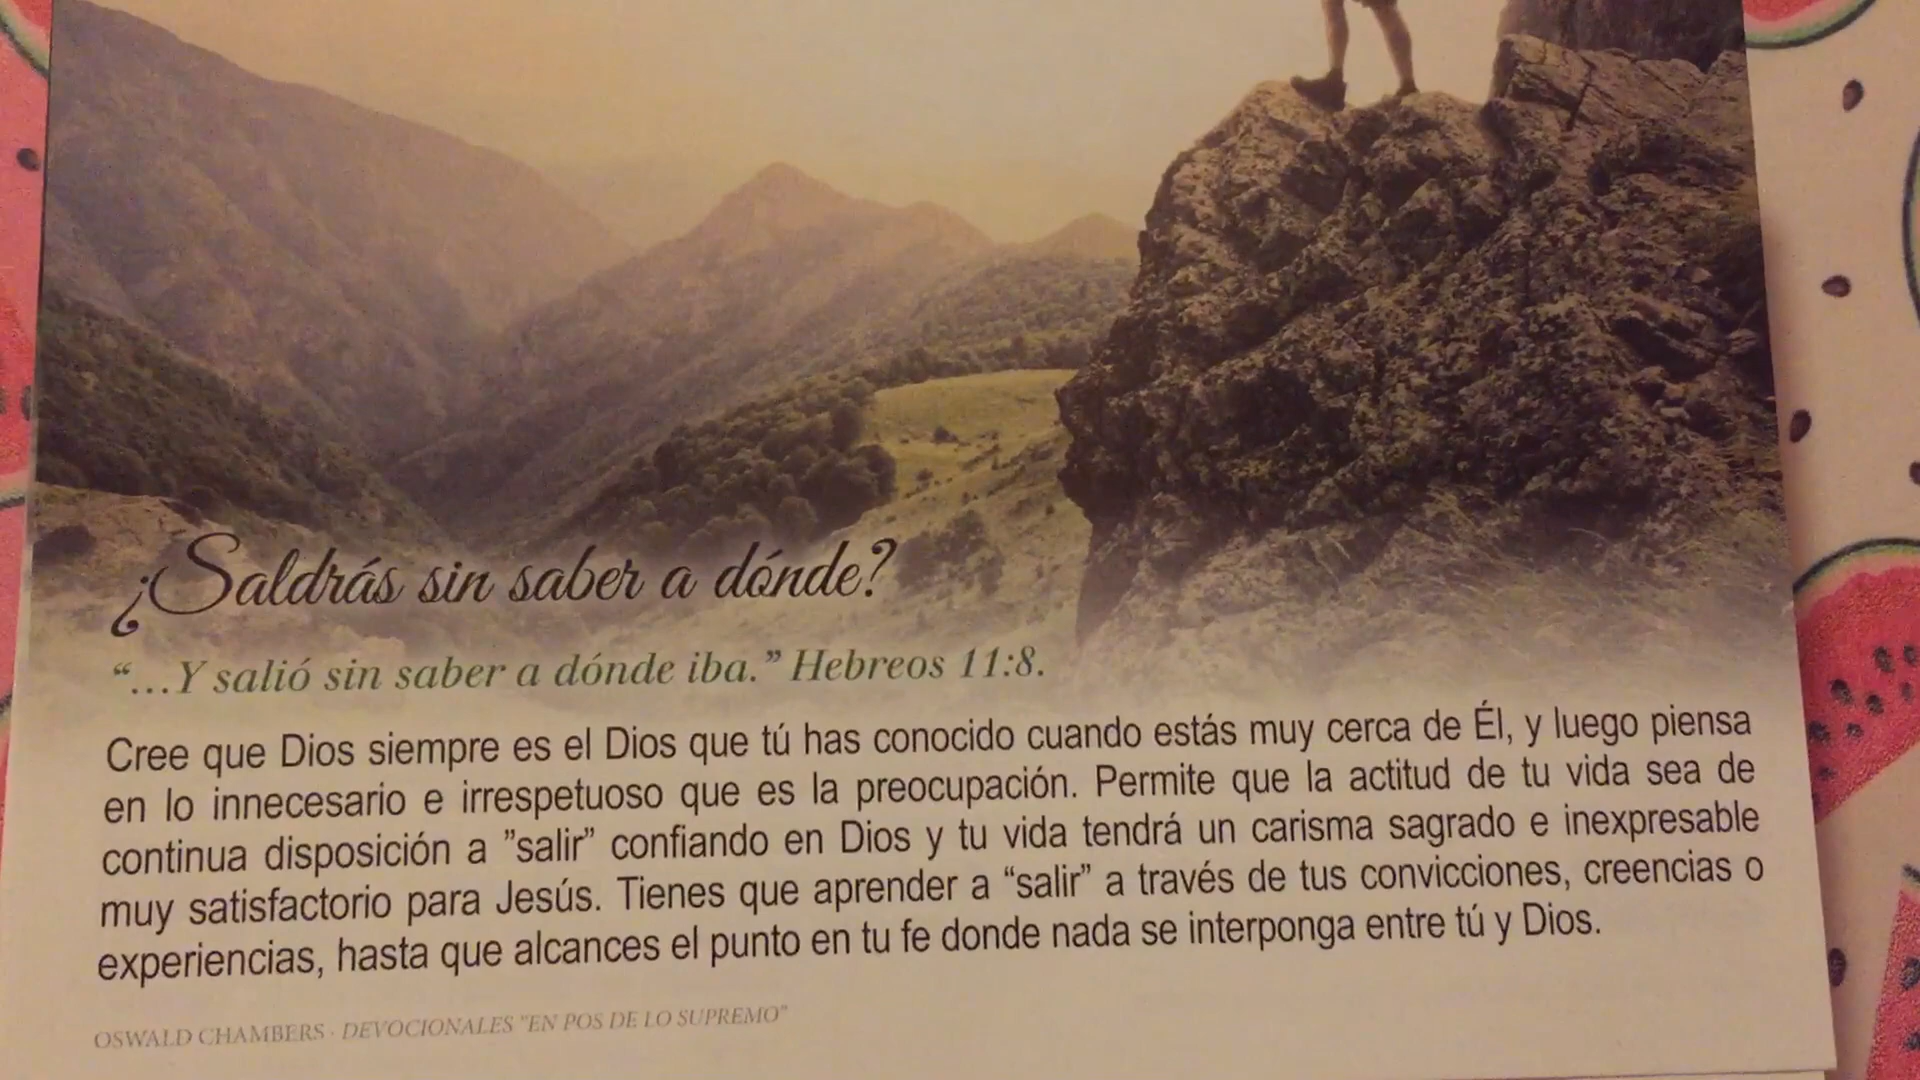 ¿Saldrás sin saber a dónde?
“...Y salió sin saber a dónde iba.” Hebreos 11:8.
Cree que Dios siempre es el Dios que tú has conocido cuando estás muy cerca de Él, y luego piensa
en lo innecesario e irrespetuoso que es la preocupación. Permite que la actitud de tu vida sea de
continua disposición a ”salir” confiando en Dios y tu vida tendrá un carisma sagrado e inexpresable
muy satisfactorio para Jesús. Tienes que aprender a “salir” a través de tus convicciones, creencias o
experiencias, hasta que alcances el punto en tu fe donde nada se interponga entre tú y Dios.
OSWALD CHAMBERS · DEVOCIONALES "EN POS DE LO SUPREMO"